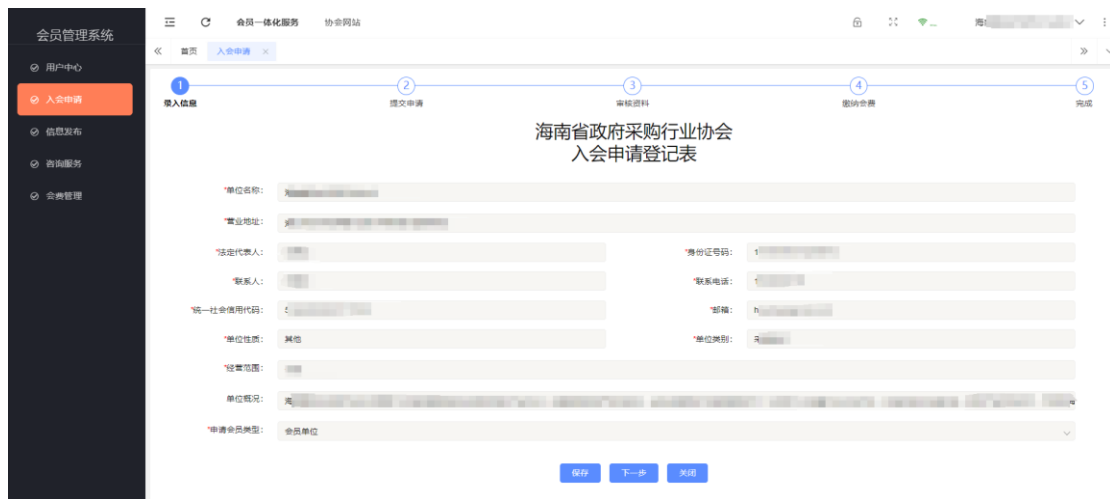 会员管理系统
会员一体化服务 协会网站
首页 入会申请 ×
用户中心
入会申请
信息发布
咨询服务
会费管理
1 2 3 4 5
录入信息 提交申请 审核资料 缴纳会费 完成
海南省政府采购行业协会
入会申请登记表
*单位名称:
*营业地址:
*法定代表人: *身份证号码: 1
*联系人: *联系电话: 1
*统一社会信用代码: 5 *邮箱: h
*单位性质: 其他 *单位类别:
*经营范围:
单位概况:
*申请会员类型: 会员单位
保存 下一步 关闭